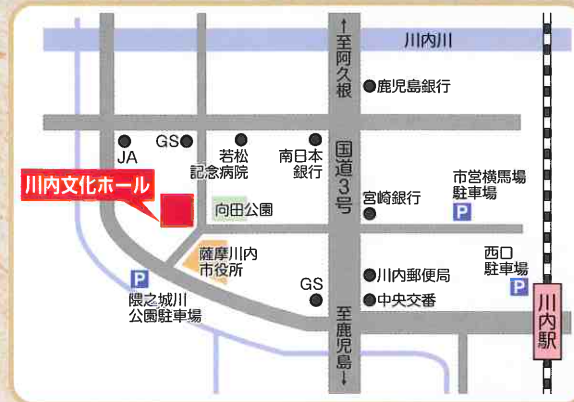 川内川
↑至阿久根
鹿児島銀行
JA
GS
若松
記念病院
南日本
銀行
国道3号
市営横馬場
駐車場
P
川内文化ホール
向田公園
宮崎銀行
薩摩川内
市役所
西口
駐車場
P
P
隈之城川
公園駐車場
GS
川内郵便局
中央交番
至鹿児島↓
川内駅